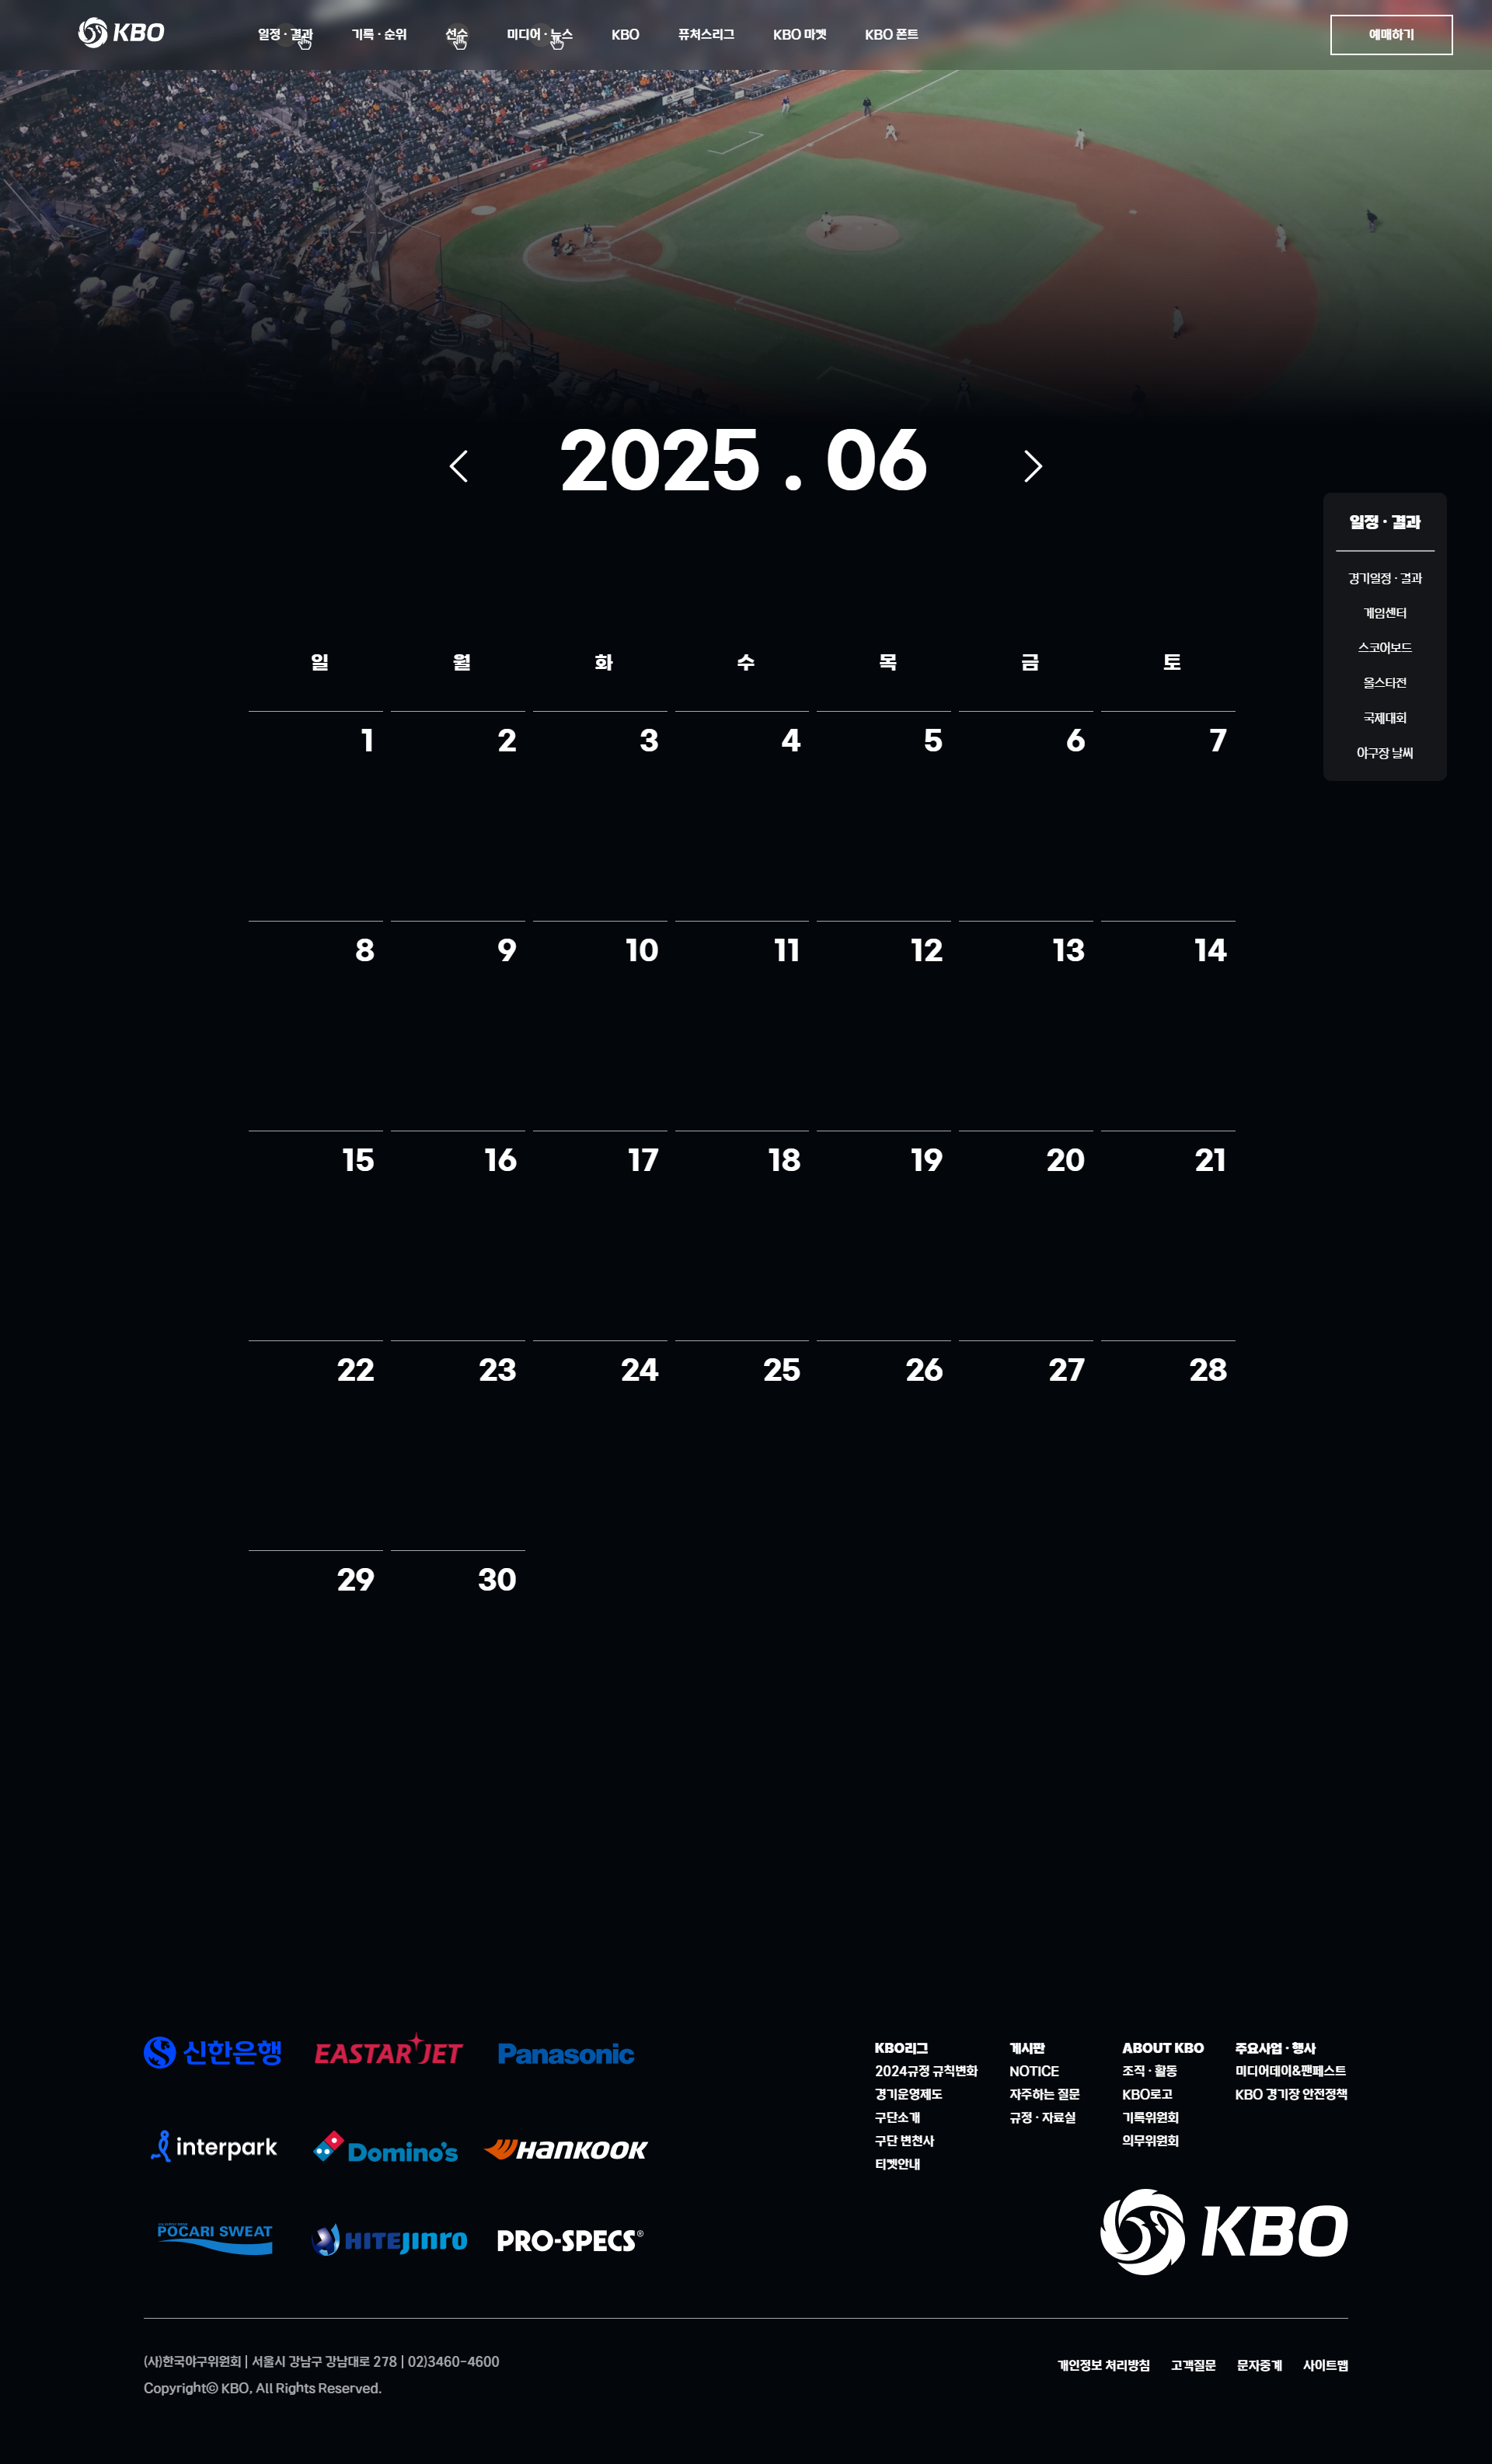 KBO
일정 · 결과
기록 · 순위
선수
미디어 · 뉴스
KBO
퓨처스리그
KBO 마켓
KBO 폰트
예매하기
2025 . 06
일정 · 결과
경기일정 · 결과
게임센터
스코어보드
올스타전
국제대회
야구장 날씨
일 월 화 수 목 금 토
1 2 3 4 5 6 7
8 9 10 11 12 13 14
15 16 17 18 19 20 21
22 23 24 25 26 27 28
29 30
신한은행
EASTAR JET
Panasonic
interpark
Domino's
HANKOOK
POCARI SWEAT
HITEJINRO
PRO-SPECS®
KBO리그
2024규정 규칙변화
경기운영제도
구단소개
구단 변천사
티켓안내
게시판
NOTICE
자주하는 질문
규정 · 자료실
ABOUT KBO
조직 · 활동
KBO로고
기록위원회
의무위원회
주요사업 · 행사
미디어데이&팬페스트
KBO 경기장 안전정책
KBO
(사)한국야구위원회 | 서울시 강남구 강남대로 278 | 02)3460-4600
Copyright© KBO, All Rights Reserved.
개인정보 처리방침
고객질문
문자중계
사이트맵